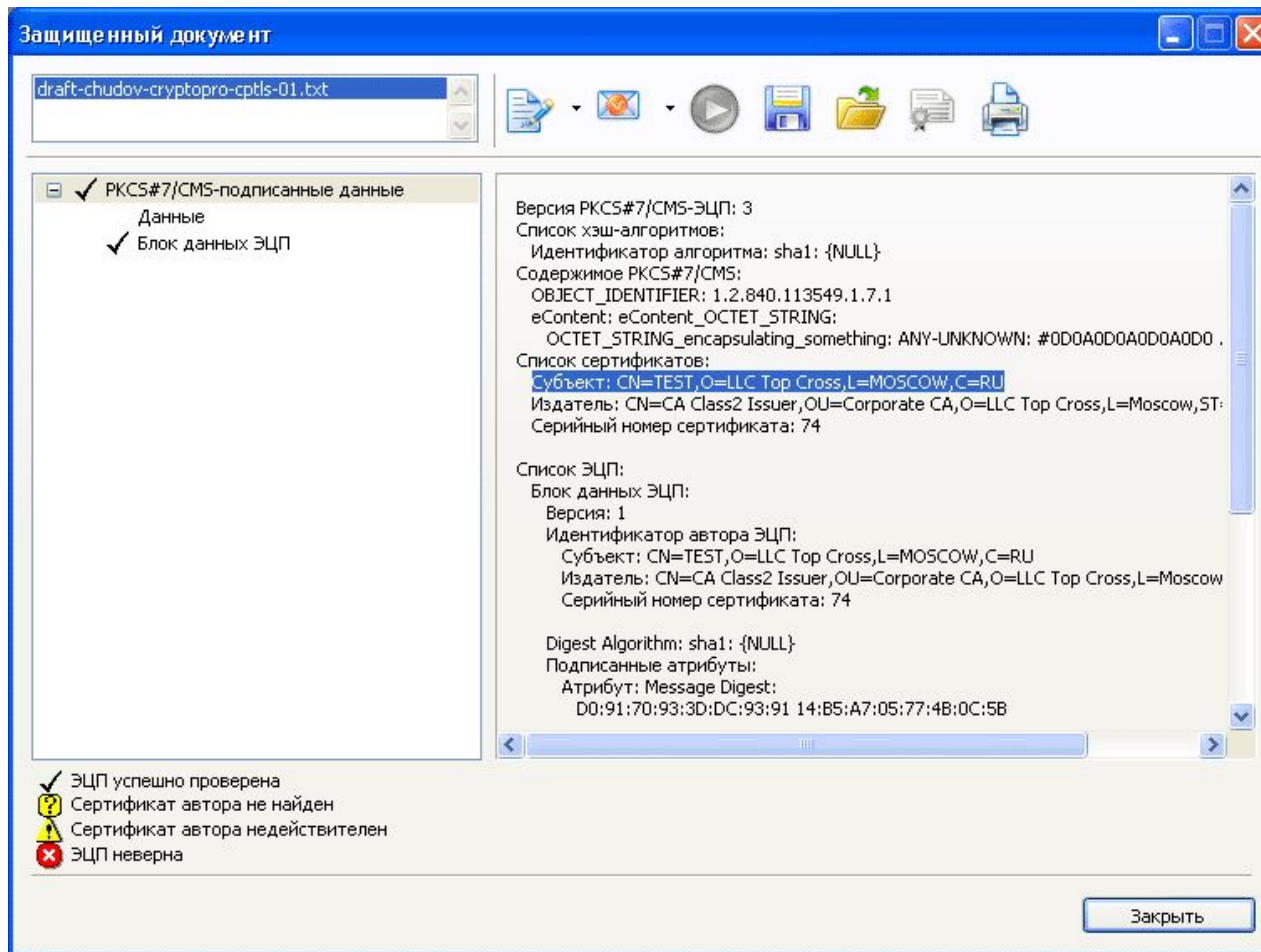 Защищенный документ
draft-chudov-cryptopro-cptls-01.txt
PKCS#7/CMS-подписанные данные
Данные
Блок данных ЭЦП
Версия PKCS#7/CMS-ЭЦП: 3
Список хэш-алгоритмов:
Идентификатор алгоритма: sha1: {NULL}
Содержимое PKCS#7/CMS:
OBJECT_IDENTIFIER: 1.2.840.113549.1.7.1
eContent: eContent_OCTET_STRING:
OCTET_STRING_encapsulating_something: ANY-UNKNOWN: #0D0A0D0A0D0A0D0 .
Список сертификатов:
Субъект: CN=TEST,O=LLC Top Cross,L=MOSCOW,C=RU
Издатель: CN=CA Class2 Issuer,OU=Corporate CA,O=LLC Top Cross,L=Moscow,ST=
Серийный номер сертификата: 74
Список ЭЦП:
Блок данных ЭЦП:
Версия: 1
Идентификатор автора ЭЦП:
Субъект: CN=TEST,O=LLC Top Cross,L=MOSCOW,C=RU
Издатель: CN=CA Class2 Issuer,OU=Corporate CA,O=LLC Top Cross,L=Moscow
Серийный номер сертификата: 74
Digest Algorithm: sha1: {NULL}
Подписанные атрибуты:
Атрибут: Message Digest:
D0:91:70:93:3D:DC:93:91 14:B5:A7:05:77:4B:0C:5B
ЭЦП успешно проверена
Сертификат автора не найден
Сертификат автора недействителен
ЭЦП неверна
Закрыть